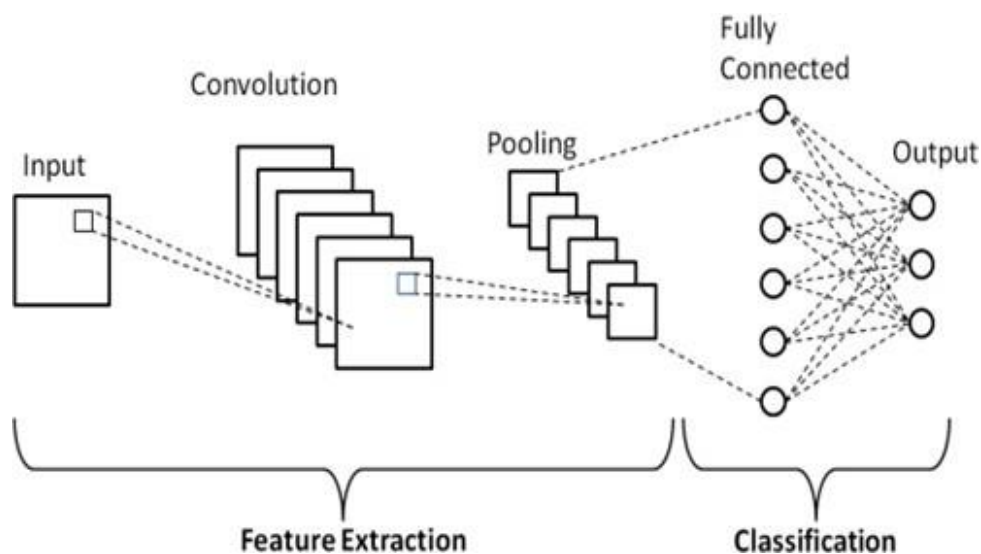 Input
Convolution
Pooling
Fully
Connected
Output
Feature Extraction
Classification